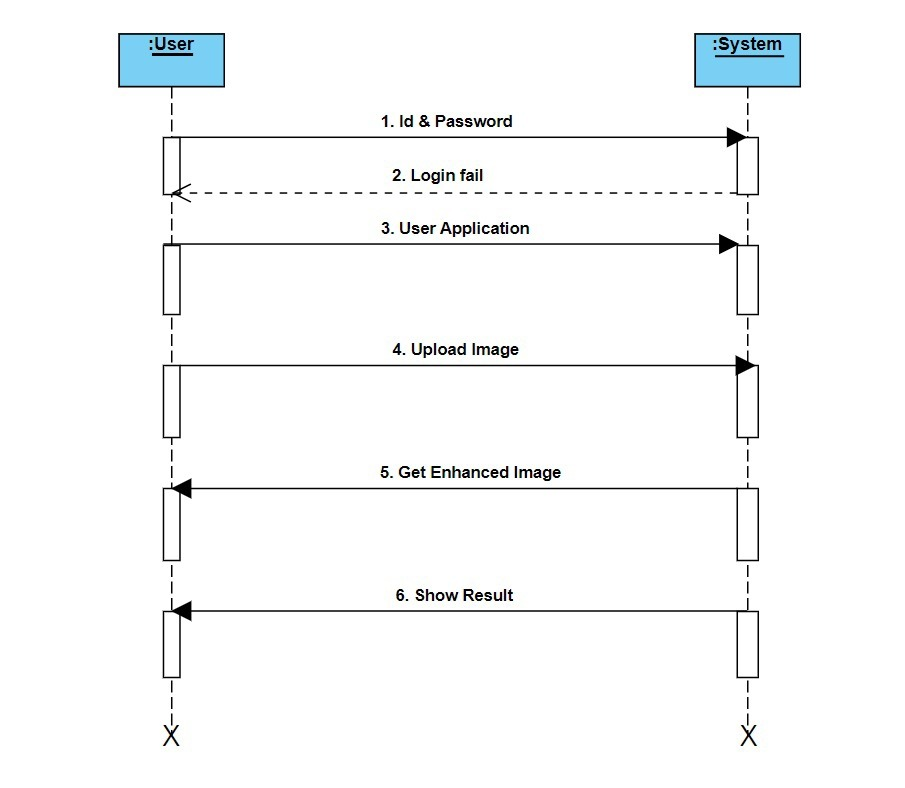 :User
:System
1. Id & Password
2. Login fail
3. User Application
4. Upload Image
5. Get Enhanced Image
6. Show Result
X
X